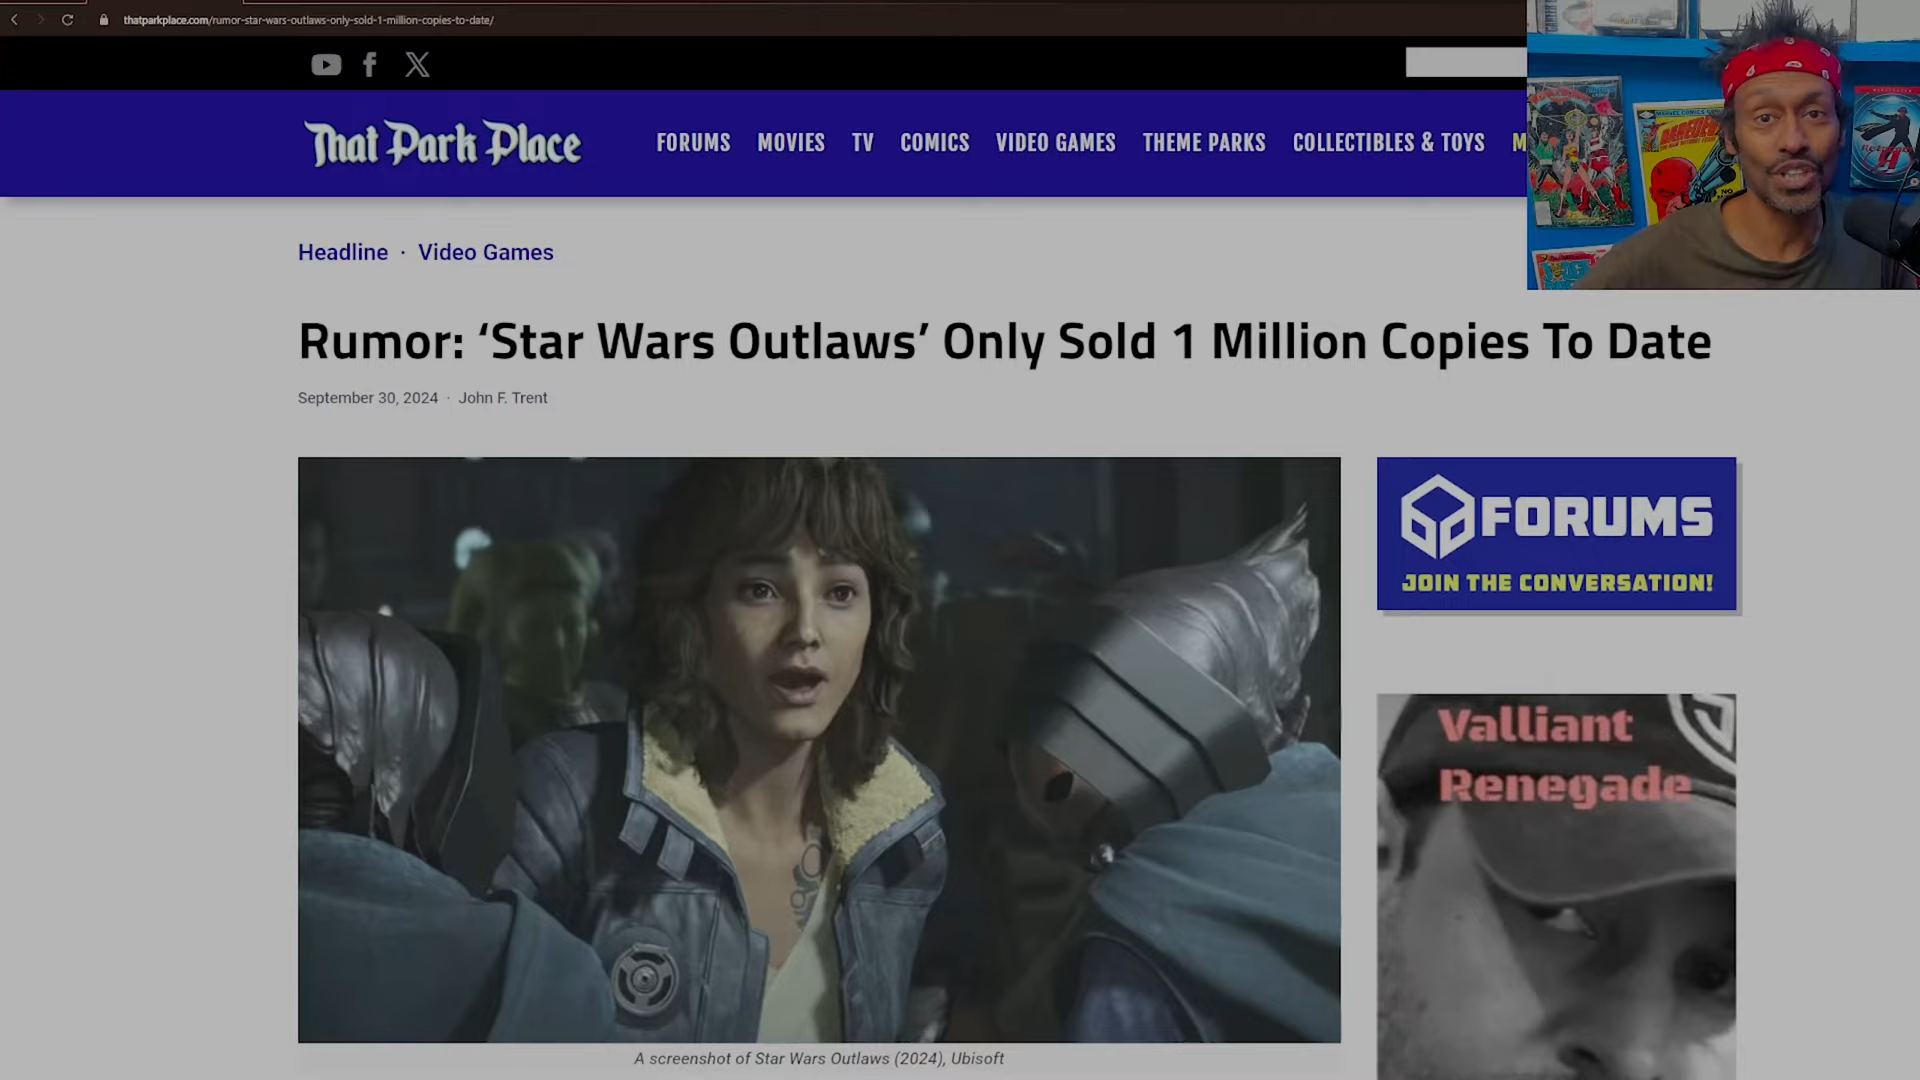 thatparkplace.com/rumor-star-wars-outlaws-only-sold-1-million-copies-to-date/
That Park Place
FORUMS MOVIES TV COMICS VIDEO GAMES THEME PARKS COLLECTIBLES & TOYS M
Headline · Video Games
Rumor: ‘Star Wars Outlaws’ Only Sold 1 Million Copies To Date
September 30, 2024 · John F. Trent
FORUMS
JOIN THE CONVERSATION!
Valliant
Renegade
A screenshot of Star Wars Outlaws (2024), Ubisoft